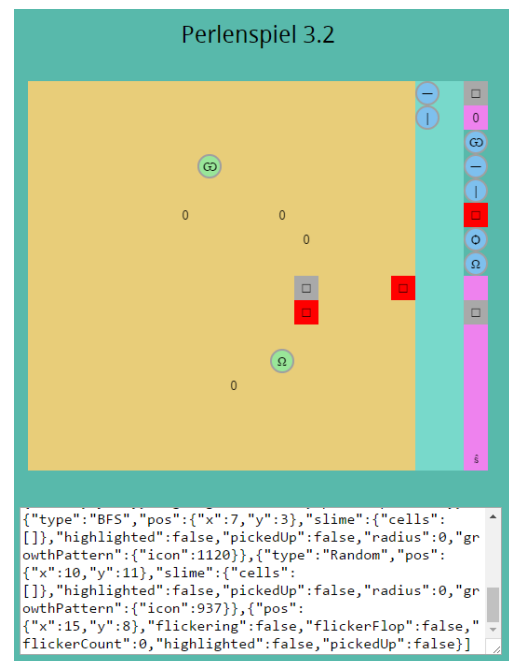 Perlenspiel 3.2
—
□
|
0
Ѡ
Ѡ
—
|
0
0
□
0
Ω
□
□
□
□
Ω
0
ŝ
{"type":"BFS","pos":{"x":7,"y":3},"slime":{"cells":
[]},"highlighted":false,"pickedUp":false,"radius":0,"gr
owthPattern":{"icon":1120}},{"type":"Random","pos":
{"x":10,"y":11},"slime":{"cells":
[]},"highlighted":false,"pickedUp":false,"radius":0,"gr
owthPattern":{"icon":937}},{"pos":
{"x":15,"y":8},"flickering":false,"flickerFlop":false,"
flickerCount":0,"highlighted":false,"pickedUp":false}]